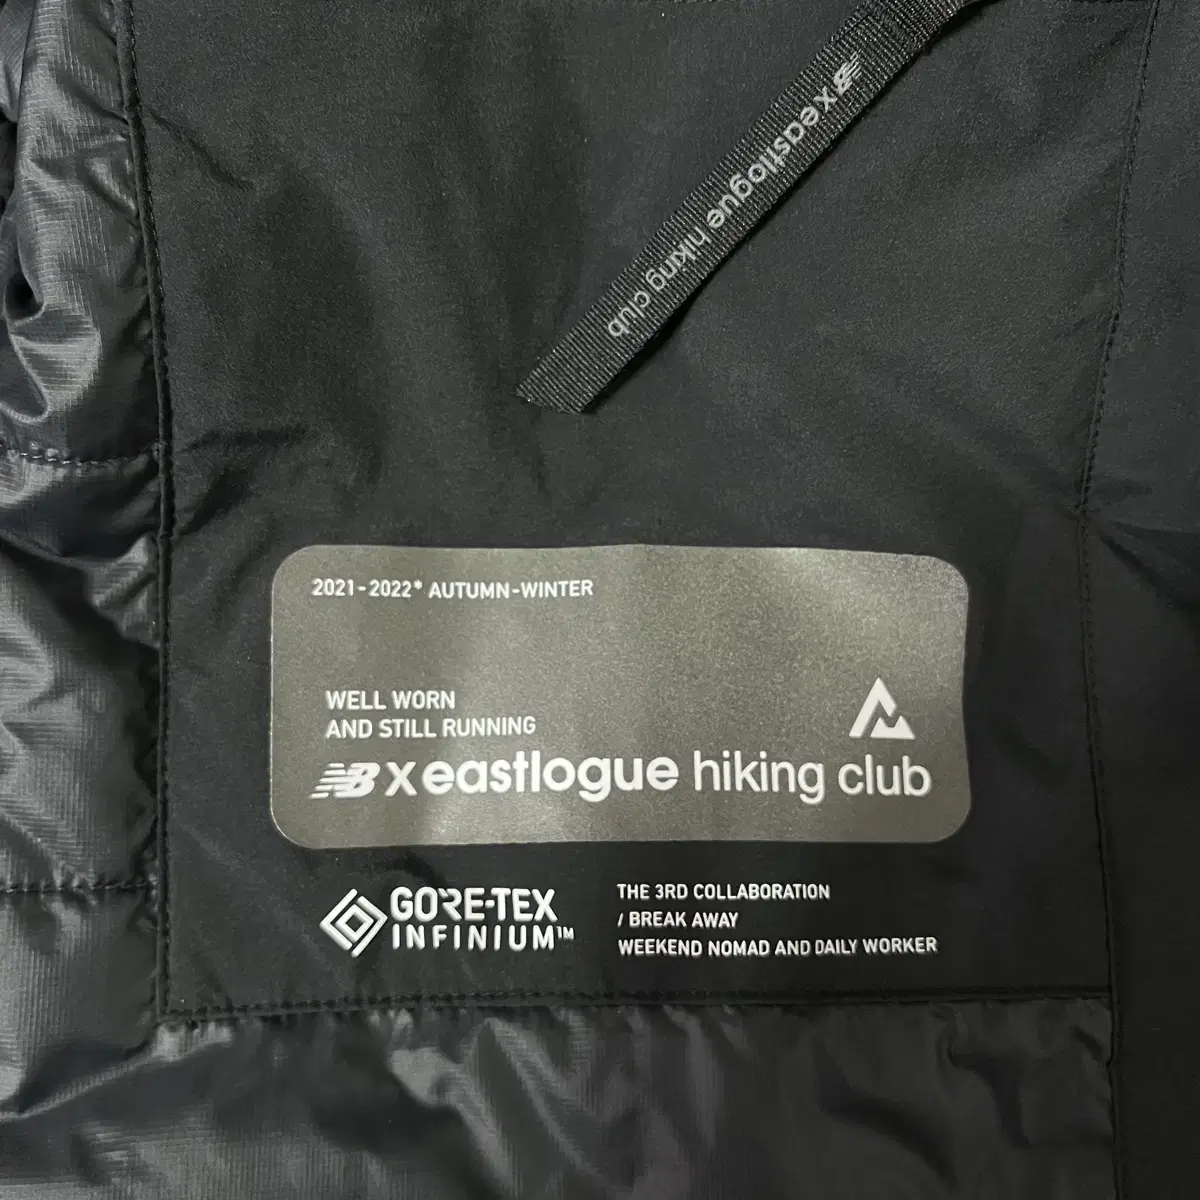 NB x eastlogue hiking club
2021-2022* AUTUMN-WINTER
WELL WORN
AND STILL RUNNING
NB x eastlogue hiking club
GORE-TEX
INFINIUM™
THE 3RD COLLABORATION
/ BREAK AWAY
WEEKEND NOMAD AND DAILY WORKER